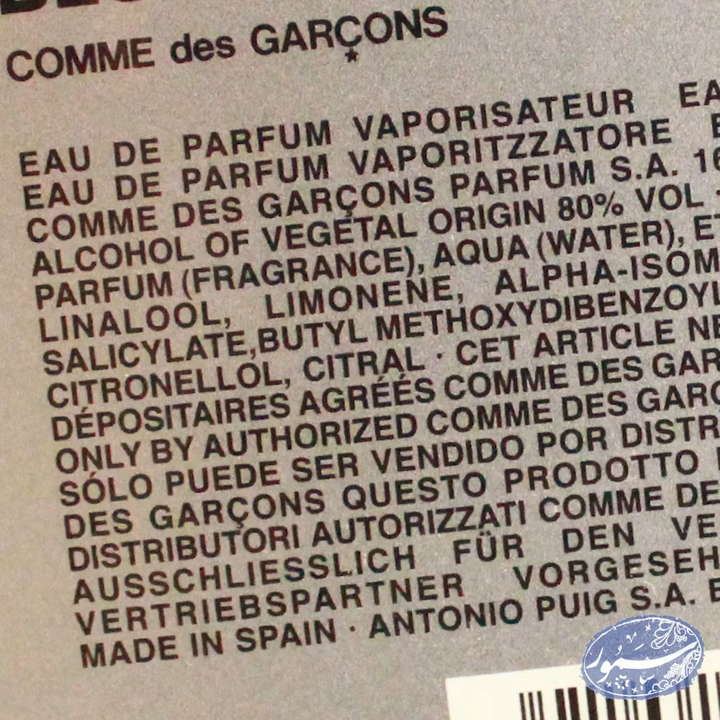 COMME des GARÇONS
*
EAU DE PARFUM VAPORISATEUR EA
EAU DE PARFUM VAPORITZZATORE
COMME DES GARÇONS PARFUM S.A. 16
ALCOHOL OF VEGETAL ORIGIN 80% VOL
PARFUM (FRAGRANCE), AQUA (WATER), ET
LINALOOL, LIMONENE, ALPHA-ISOM
SALICYLATE,BUTYL METHOXYDIBENZOYL
CITRONELLOL, CITRAL · CET ARTICLE NE
DÉPOSITAIRES AGRÉÉS COMME DES GAR
ONLY BY AUTHORIZED COMME DES GARÇ
SÓLO PUEDE SER VENDIDO POR DISTR
DES GARÇONS QUESTO PRODOTTO
DISTRIBUTORI AUTORIZZATI COMME DE
AUSSCHLIESSLICH FÜR DEN VE
VERTRIEBSPARTNER VORGESEH
MADE IN SPAIN · ANTONIO PUIG S.A.
سمور